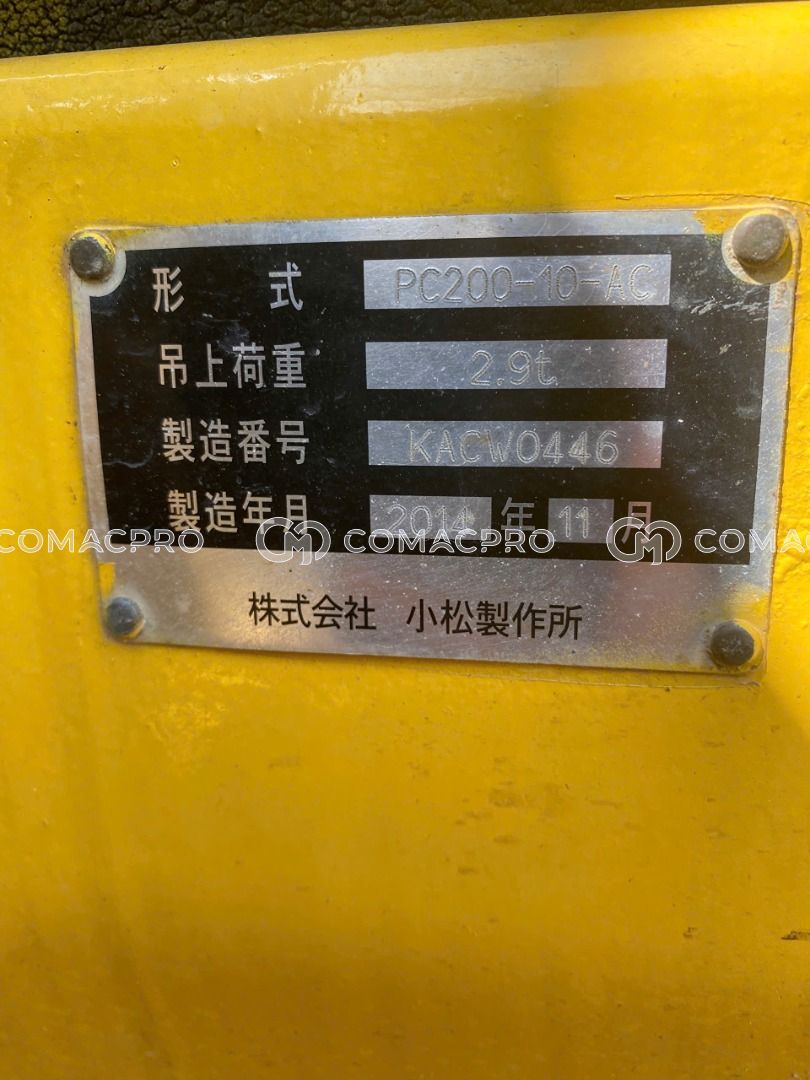 形 式 PC200-10-AC
吊上荷重 2.9t
製造番号 KACW0446
製造年月 2014 年 11 月
COMACPRO COMACPRO COMAC
株式会社 小松製作所